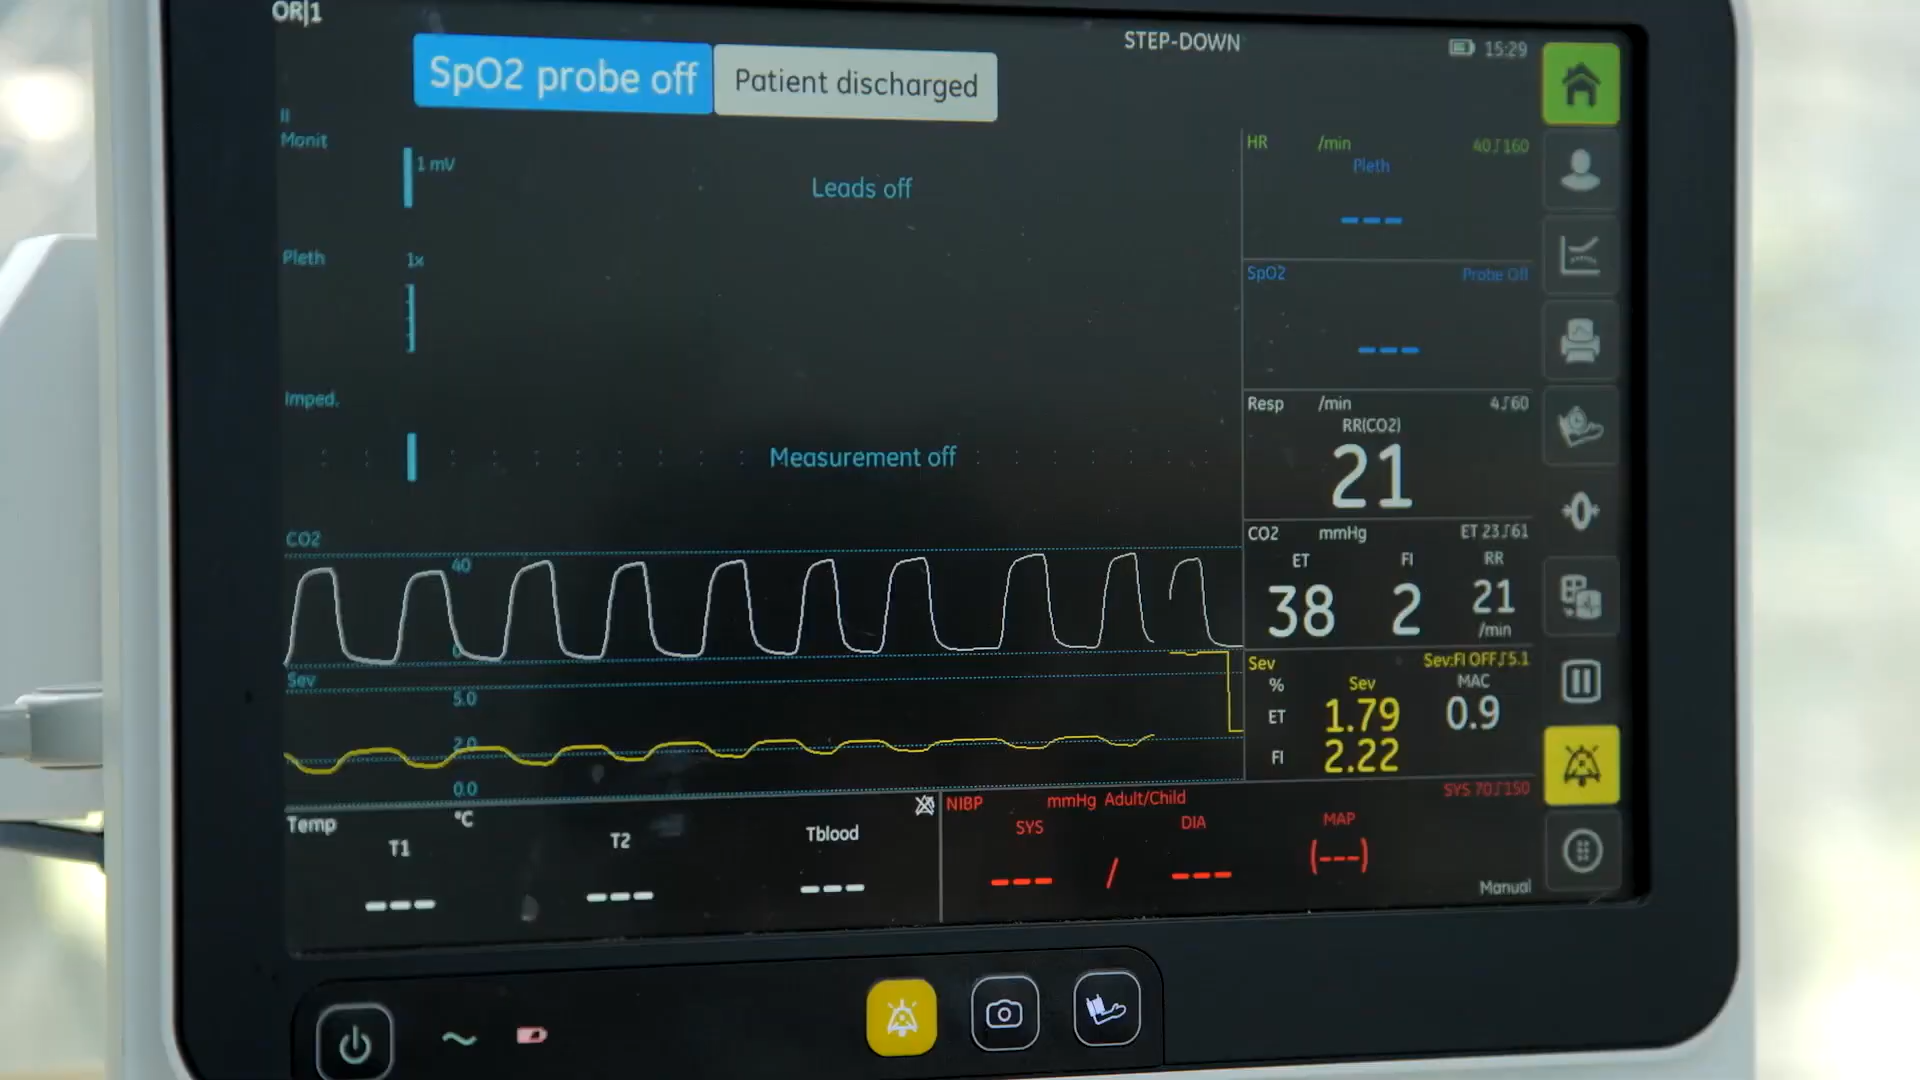 OR|1
STEP-DOWN
15:29
SpO2 probe off
Patient discharged
II
Monit
1 mV
Leads off
HR /min 40 160
Pleth
---
Pleth
1x
SpO2 Probe Off
---
Imped.
Measurement off
Resp /min 4 60
RR(CO2)
21
CO2
40
0
CO2 mmHg ET 23 61
ET FI RR
38 2 21
/min
Sev
5.0
2.0
0.0
Sev Sev:FI OFF 5.1
% Sev MAC
ET 1.79 0.9
FI 2.22
Temp °C
T1 T2 Tblood
--- --- ---
NIBP mmHg Adult/Child SYS 70 150
SYS DIA MAP
--- / --- (---)
Manual